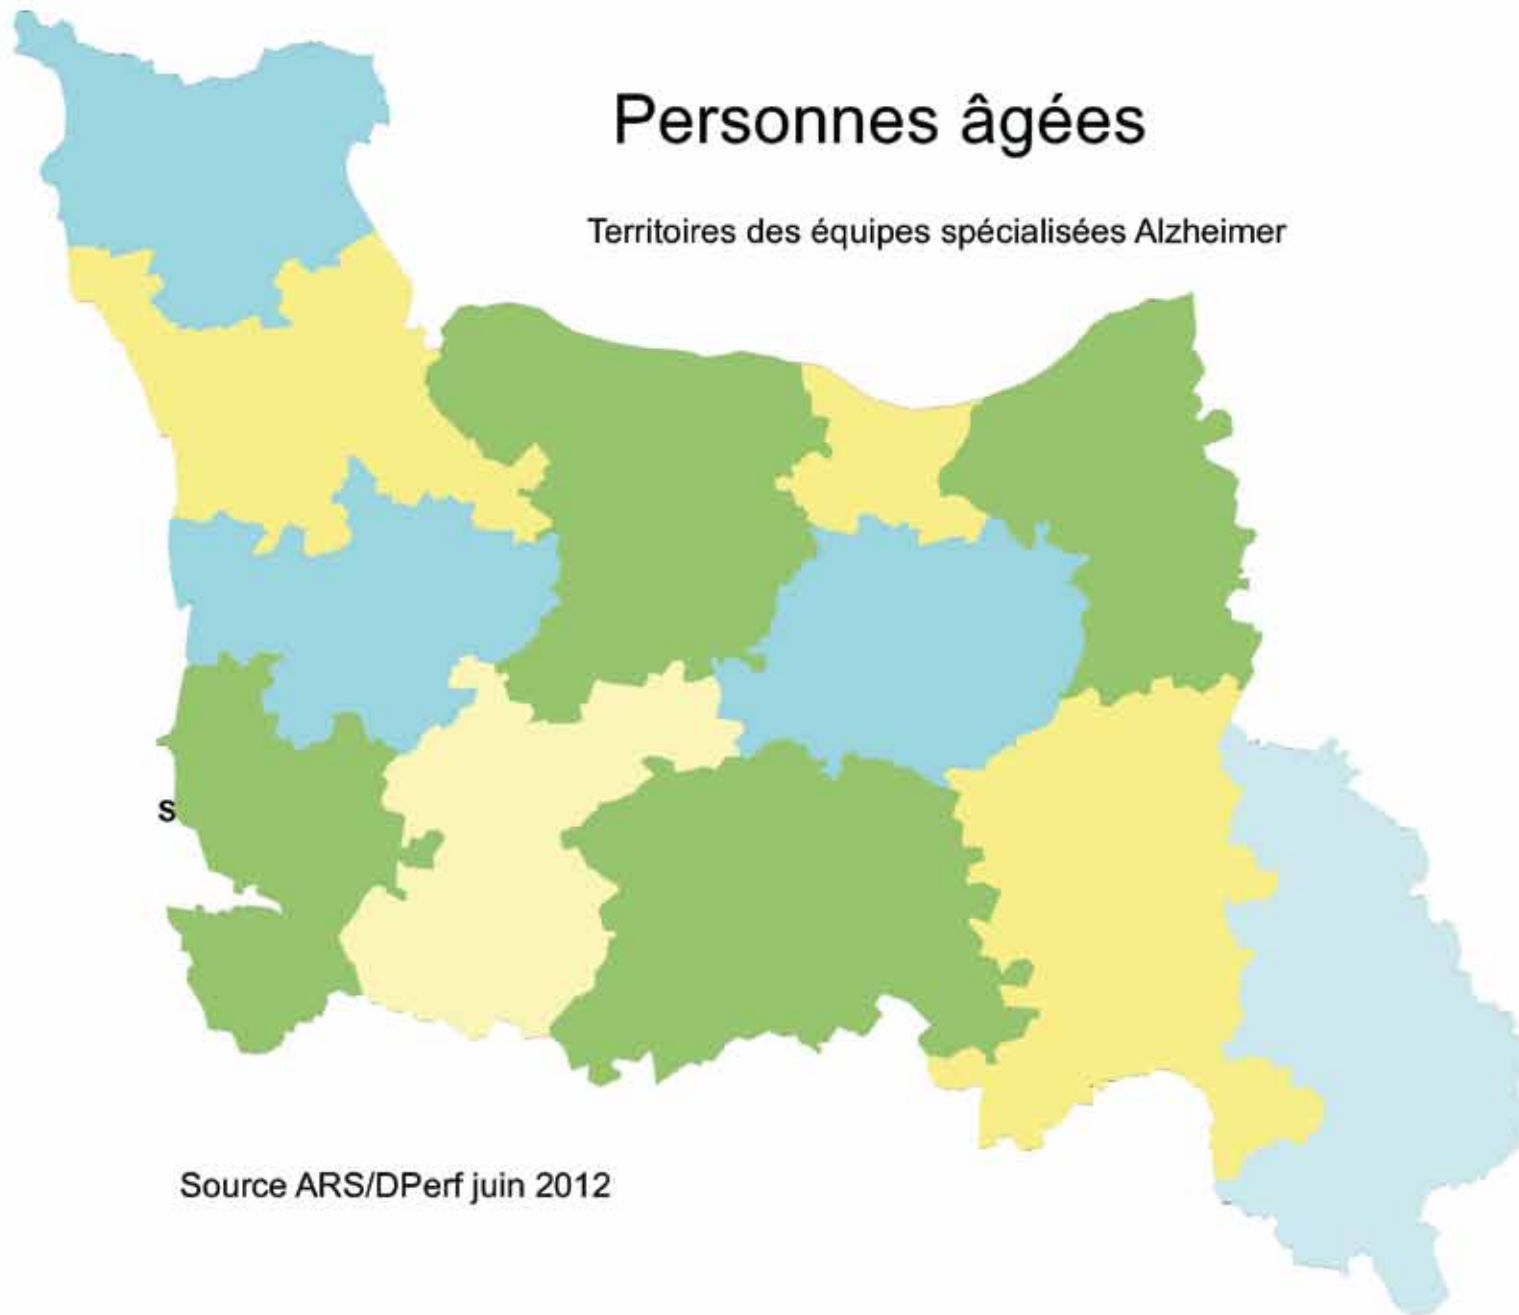 Personnes âgées
Territoires des équipes spécialisées Alzheimer
s
Source ARS/DPerf juin 2012